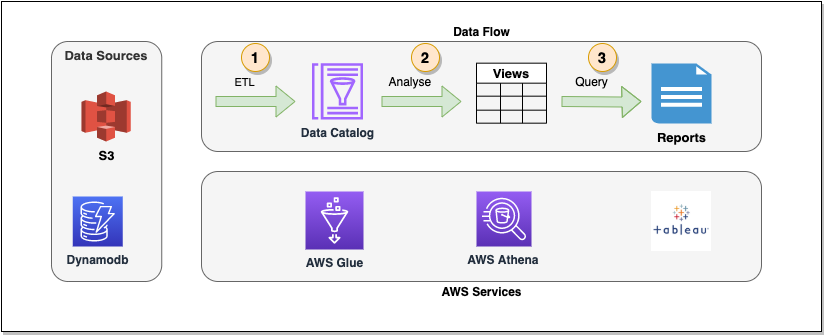 Data Flow
Data Sources
1
2
3
ETL
Analyse
Views
Query
S3
Data Catalog
Reports
Dynamodb
AWS Glue
AWS Athena
+ableau
AWS Services